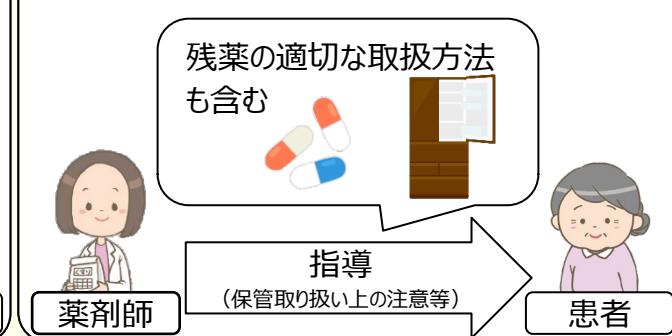 残薬の適切な取扱方法
も含む
指導
（保管取り扱い上の注意等）
薬剤師
患者